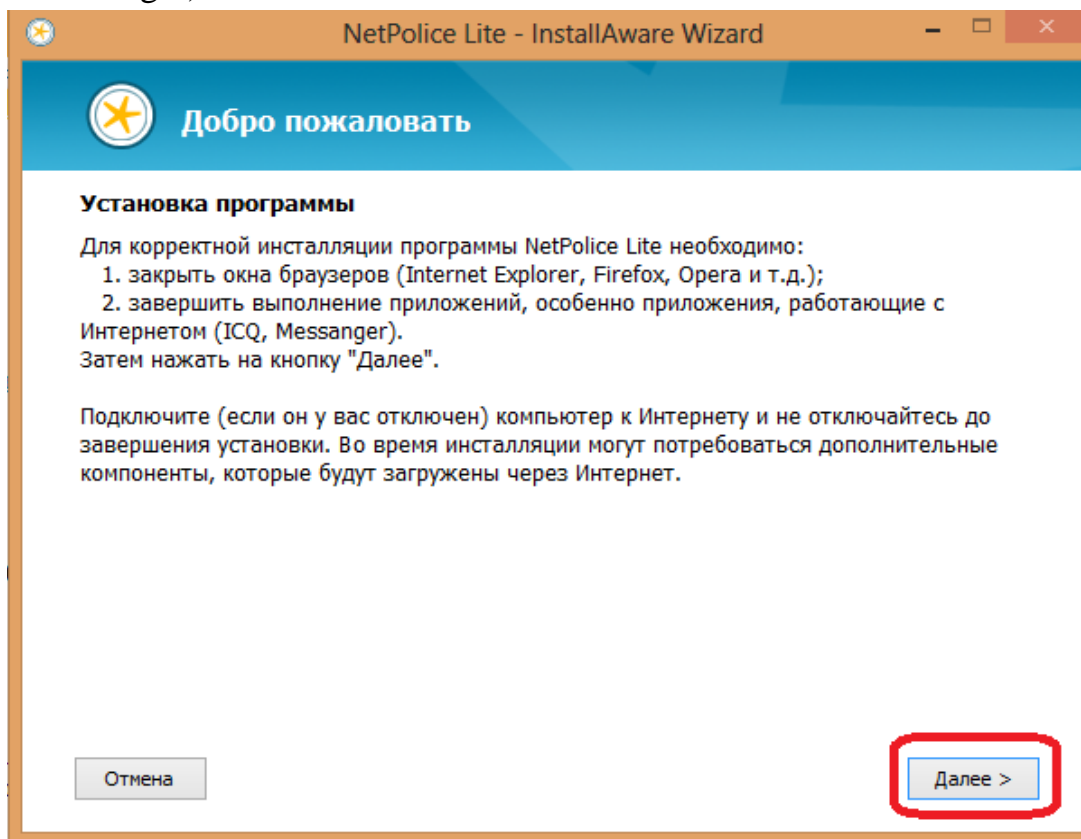 NetPolice Lite - InstallAware Wizard
Добро пожаловать
Установка программы
Для корректной инсталляции программы NetPolice Lite необходимо:
1. закрыть окна браузеров (Internet Explorer, Firefox, Opera и т.д.);
2. завершить выполнение приложений, особенно приложения, работающие с
Интернетом (ICQ, Messanger).
Затем нажать на кнопку "Далее".
Подключите (если он у вас отключен) компьютер к Интернету и не отключайтесь до
завершения установки. Во время инсталляции могут потребоваться дополнительные
компоненты, которые будут загружены через Интернет.
Отмена
Далее >